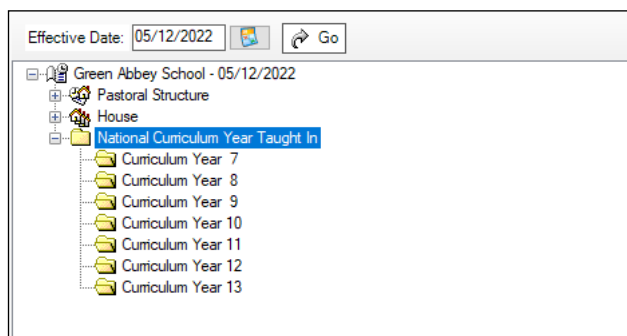 Effective Date: 05/12/2022 Go
Green Abbey School - 05/12/2022
Pastoral Structure
House
National Curriculum Year Taught In
Curriculum Year 7
Curriculum Year 8
Curriculum Year 9
Curriculum Year 10
Curriculum Year 11
Curriculum Year 12
Curriculum Year 13